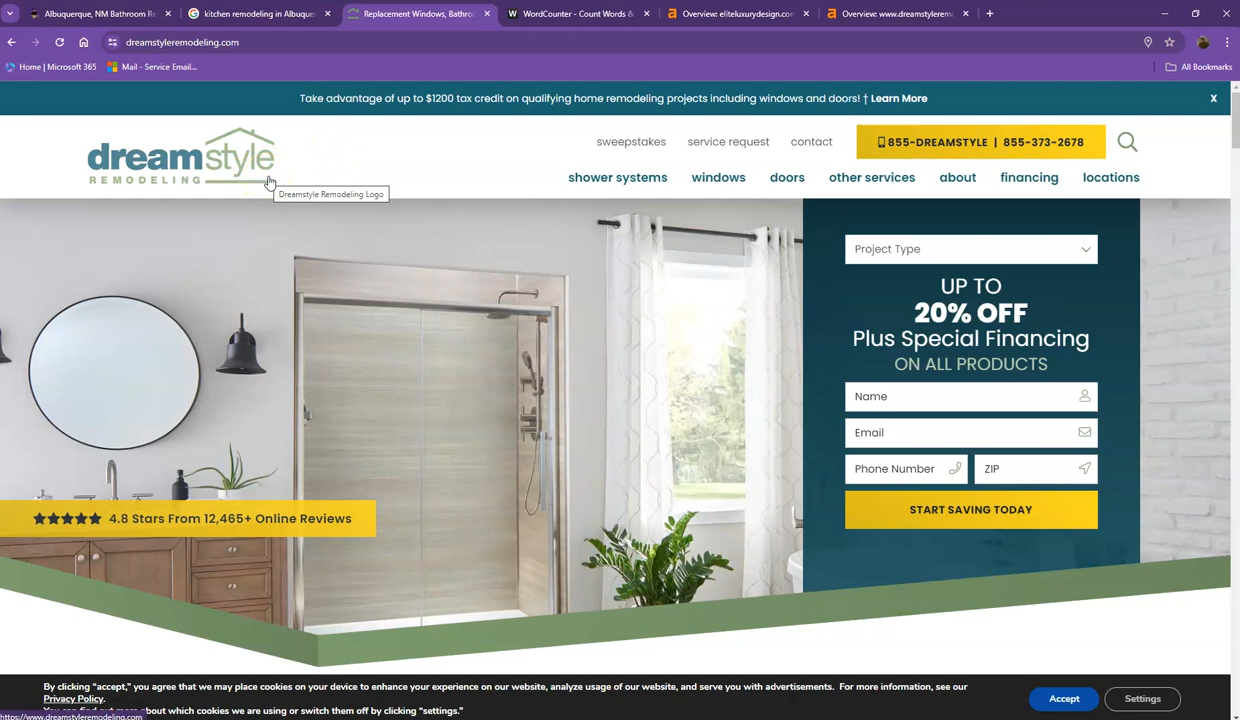 Albuquerque, NM Bathroom Re
kitchen remodeling in Albuquer
Replacement Windows, Bathroo
WordCounter - Count Words &
Overview: eliteluxurydesign.com
Overview: www.dreamstylerem
dreamstyleremodeling.com
Home | Microsoft 365
Mail - Service Email...
All Bookmarks
Take advantage of up to $1200 tax credit on qualifying home remodeling projects including windows and doors! † Learn More
X
dreamstyle
REMODELING
Dreamstyle Remodeling Logo
sweepstakes
service request
contact
855-DREAMSTYLE | 855-373-2678
shower systems
windows
doors
other services
about
financing
locations
Project Type
UP TO
20% OFF
Plus Special Financing
ON ALL PRODUCTS
Name
Email
Phone Number
ZIP
START SAVING TODAY
4.8 Stars From 12,465+ Online Reviews
By clicking “accept,” you agree that we may place cookies on your device to enhance your experience on our website, analyze usage of our website, and serve you with advertisements. For more information, see our
Privacy Policy.
You can find out more about which cookies we are using or switch them off by clicking “settings.”
Accept
Settings
https://www.dreamstyleremodeling.com